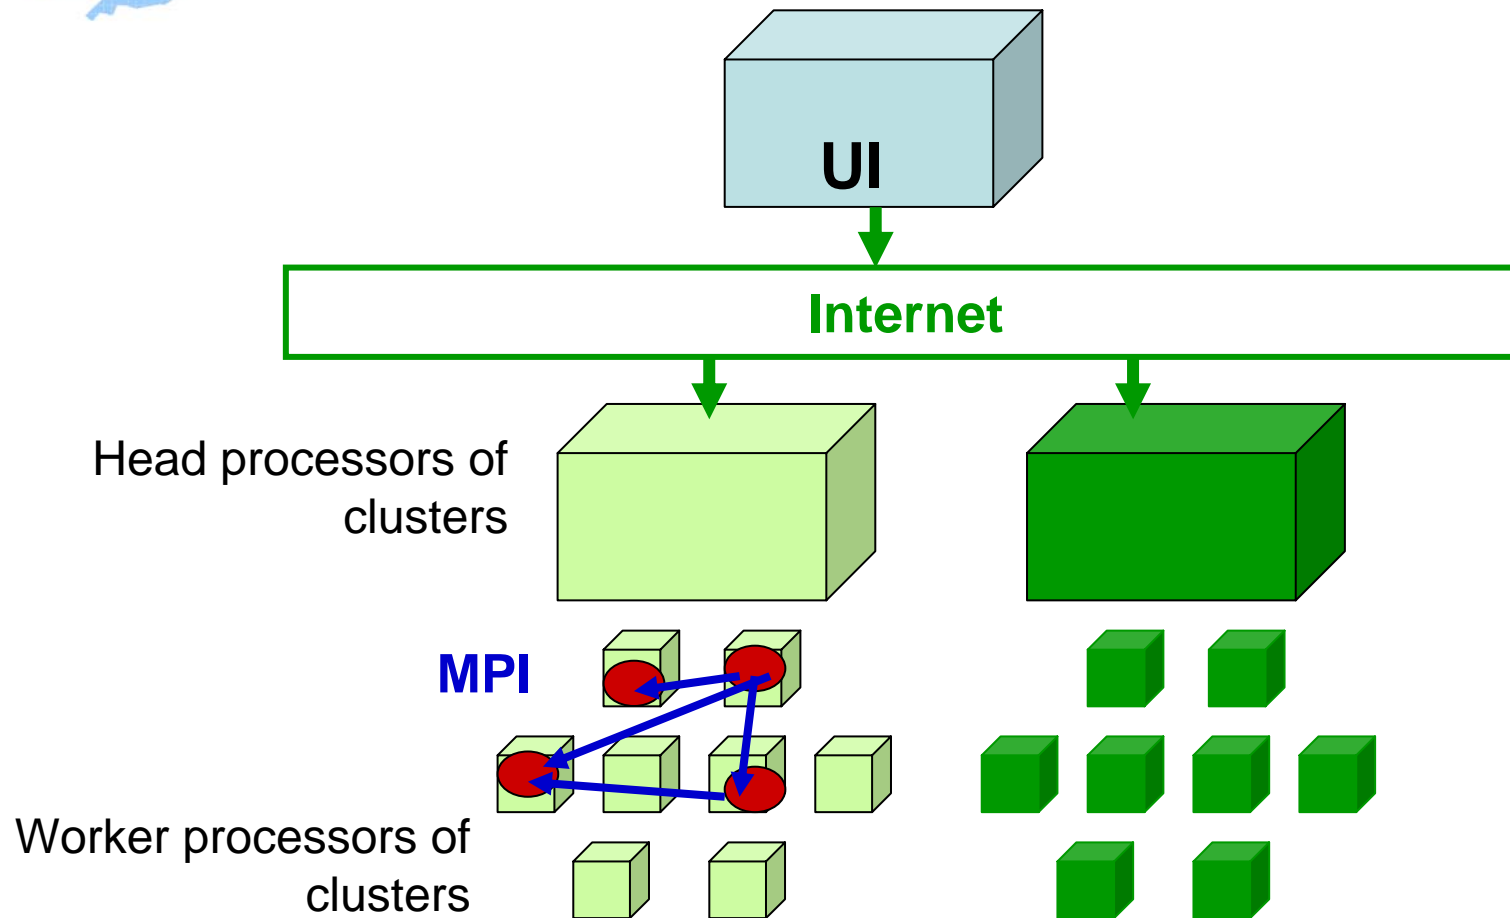 UI
Internet
Head processors of
clusters
MPI
Worker processors of
clusters